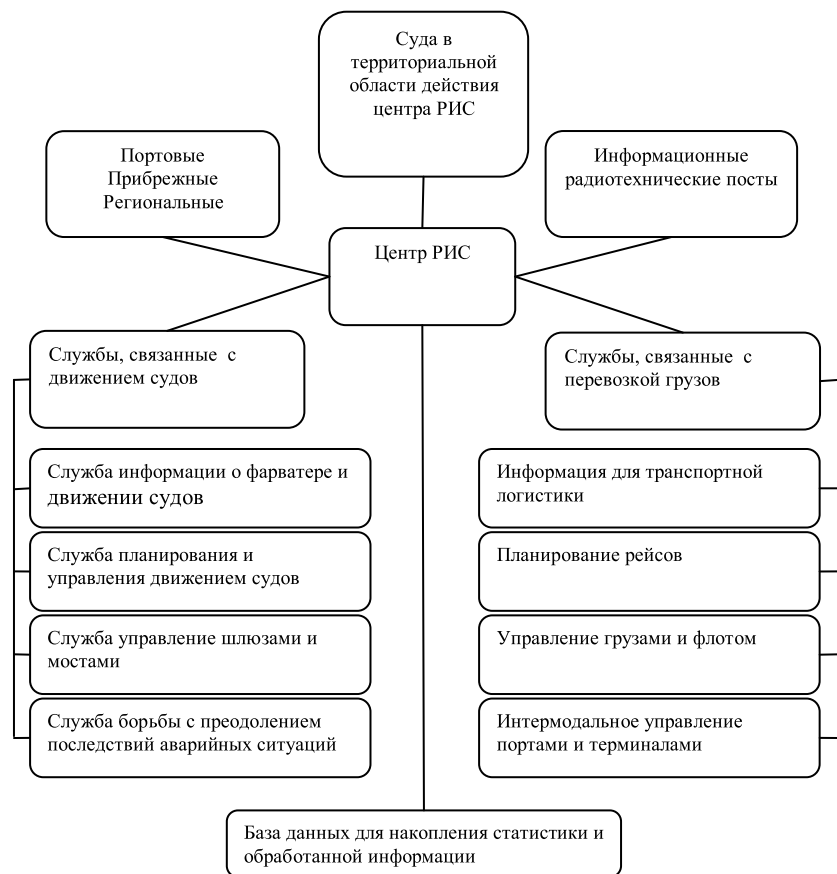 Суда в
территориальной
области действия
центра РИС
Портовые
Прибрежные
Региональные
Информационные
радиотехнические посты
Центр РИС
Службы, связанные с
движением судов
Службы, связанные с
перевозкой грузов
Служба информации о фарватере и
движении судов
Служба планирования и
управления движением судов
Служба управление шлюзами и
мостами
Служба борьбы с преодолением
последствий аварийных ситуаций
Информация для транспортной
логистики
Планирование рейсов
Управление грузами и флотом
Интермодальное управление
портами и терминалами
База данных для накопления статистики и
обработанной информации